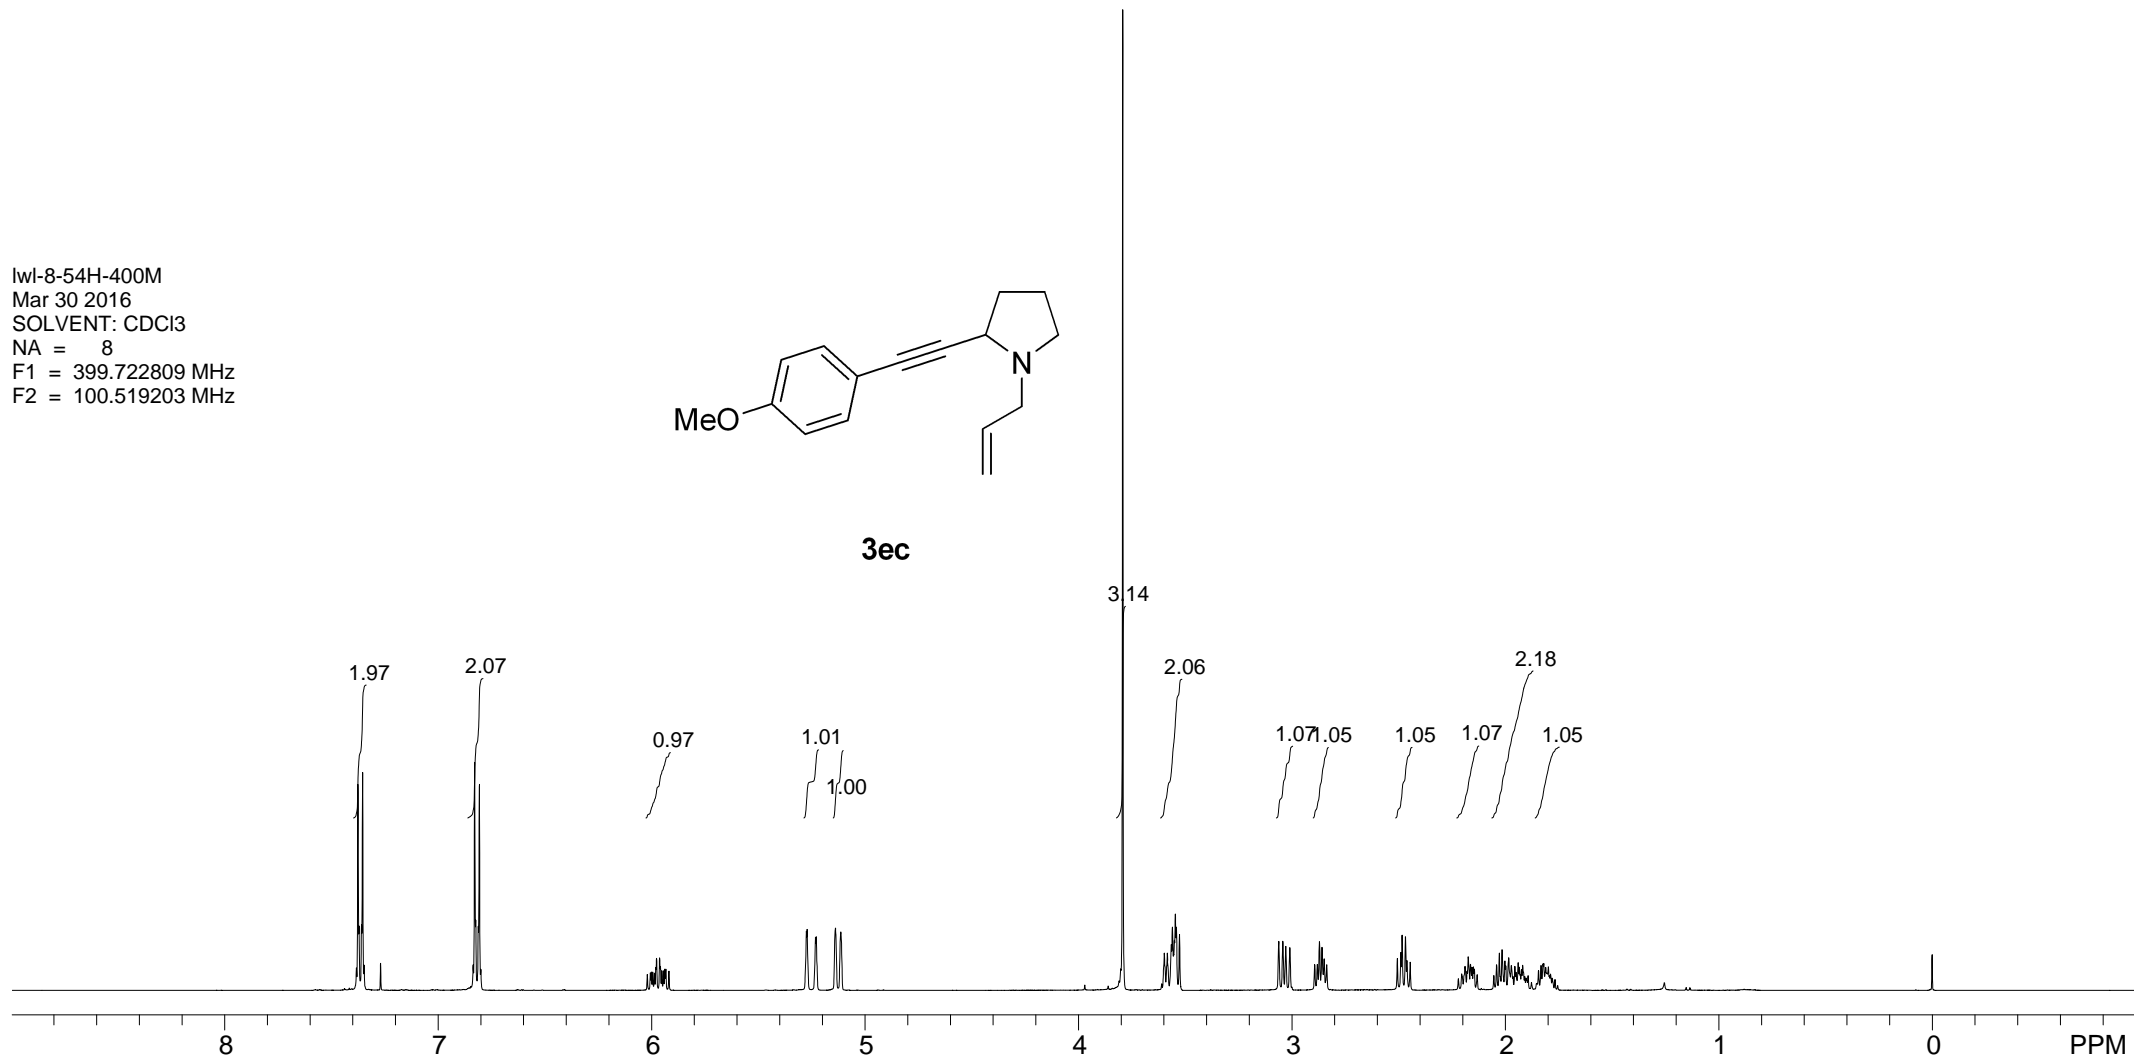 lwl-8-54H-400M
Mar 30 2016
SOLVENT: CDCl3
NA = 8
F1 = 399.722809 MHz
F2 = 100.519203 MHz
N
MeO
3ec
3.14
1.97
2.07
0.97
1.01
1.00
2.06
1.07
1.05
1.05
1.07
2.18
1.05
8 7 6 5 4 3 2 1 0 PPM